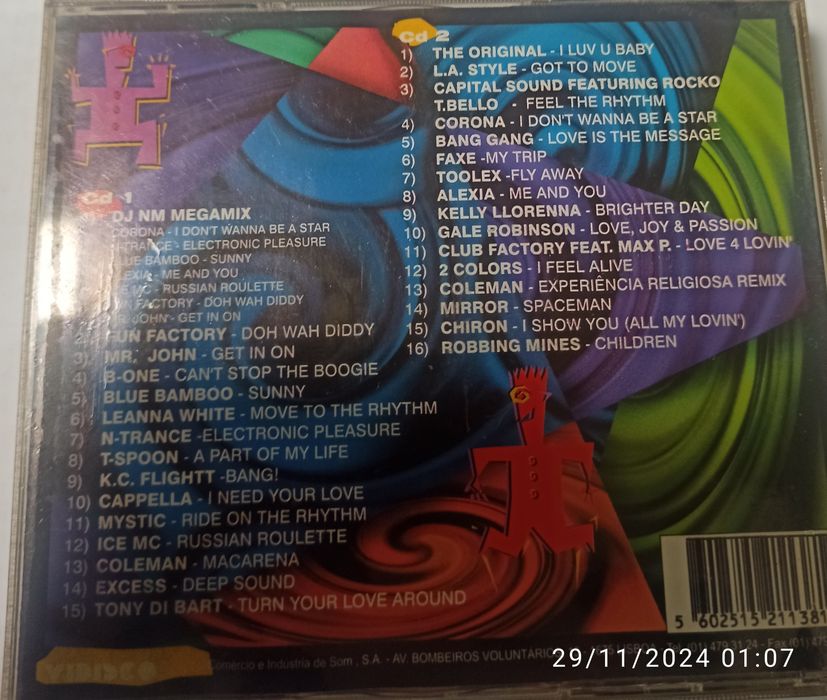 Cd 1
1) DJ NM MEGAMIX
CORONA - I DON'T WANNA BE A STAR
N-TRANCE - ELECTRONIC PLEASURE
BLUE BAMBOO - SUNNY
ALEXIA - ME AND YOU
ICE MC - RUSSIAN ROULETTE
FUN FACTORY - DOH WAH DIDDY
MR. JOHN - GET IN ON
2) FUN FACTORY - DOH WAH DIDDY
3) MR. JOHN - GET IN ON
4) B-ONE - CAN'T STOP THE BOOGIE
5) BLUE BAMBOO - SUNNY
6) LEANNA WHITE - MOVE TO THE RHYTHM
7) N-TRANCE -ELECTRONIC PLEASURE
8) T-SPOON - A PART OF MY LIFE
9) K.C. FLIGHTT -BANG!
10) CAPPELLA - I NEED YOUR LOVE
11) MYSTIC - RIDE ON THE RHYTHM
12) ICE MC - RUSSIAN ROULETTE
13) COLEMAN - MACARENA
14) EXCESS - DEEP SOUND
15) TONY DI BART - TURN YOUR LOVE AROUND
Cd 2
1) THE ORIGINAL - I LUV U BABY
2) L.A. STYLE - GOT TO MOVE
3) CAPITAL SOUND FEATURING ROCKO
T.BELLO - FEEL THE RHYTHM
4) CORONA - I DON'T WANNA BE A STAR
5) BANG GANG - LOVE IS THE MESSAGE
6) FAXE -MY TRIP
7) TOOLEX -FLY AWAY
8) ALEXIA - ME AND YOU
9) KELLY LLORENNA - BRIGHTER DAY
10) GALE ROBINSON - LOVE, JOY & PASSION
11) CLUB FACTORY FEAT. MAX P. - LOVE 4 LOVIN'
12) 2 COLORS - I FEEL ALIVE
13) COLEMAN - EXPERIÊNCIA RELIGIOSA REMIX
14) MIRROR - SPACEMAN
15) CHIRON - I SHOW YOU (ALL MY LOVIN')
16) ROBBING MINES - CHILDREN
5 602515 211381
VIDISCO Comércio e Industria de Som, S.A. - AV. BOMBEIROS VOLUNTÁRIOS LISBOA - Tel. (01) 479 31 24 - Fax (01) 479
29/11/2024 01:07